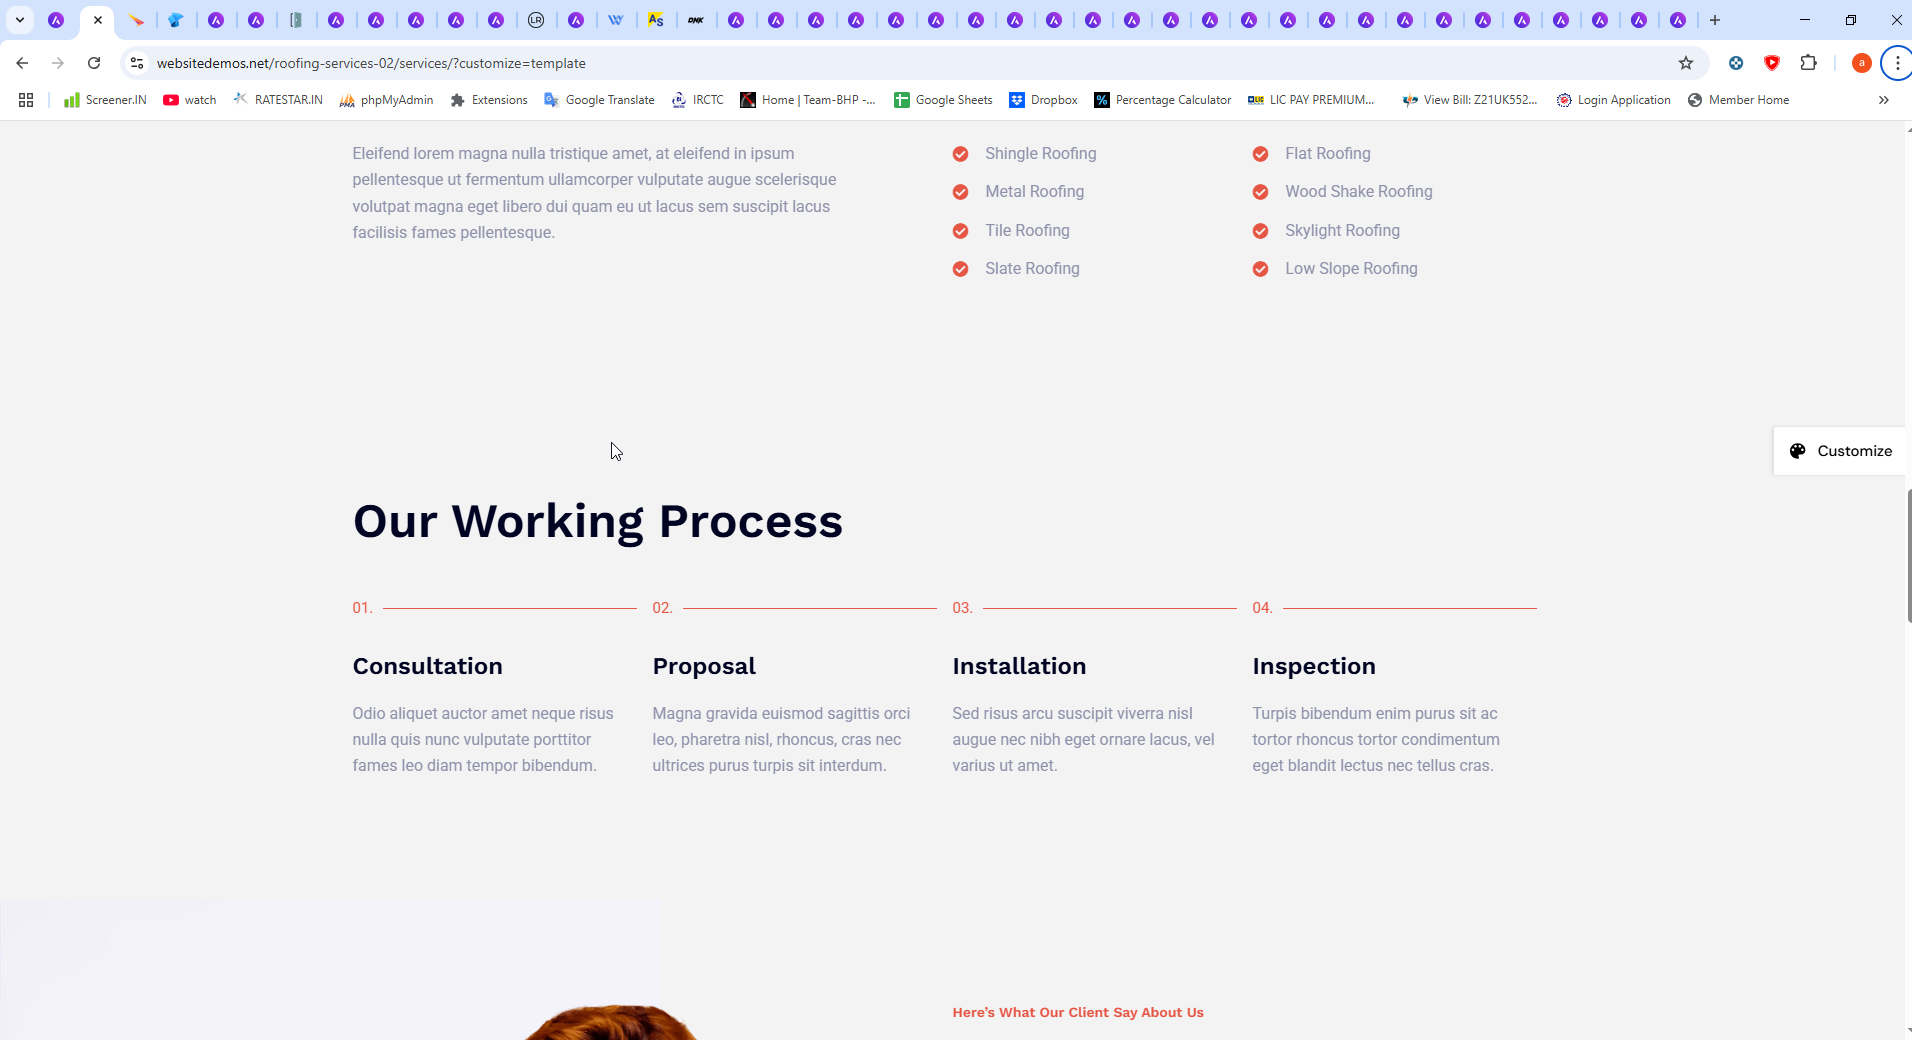 LR
W
AS
DNK
websitedemos.net/roofing-services-02/services/?customize=template
a
Screener.IN
watch
RATESTAR.IN
phpMyAdmin
Extensions
Google Translate
IRCTC
Home | Team-BHP -...
Google Sheets
Dropbox
Percentage Calculator
LIC PAY PREMIUM...
View Bill: Z21UK552...
Login Application
Member Home
Eleifend lorem magna nulla tristique amet, at eleifend in ipsum
pellentesque ut fermentum ullamcorper vulputate augue scelerisque
volutpat magna eget libero dui quam eu ut lacus sem suscipit lacus
facilisis fames pellentesque.
Shingle Roofing
Metal Roofing
Tile Roofing
Slate Roofing
Flat Roofing
Wood Shake Roofing
Skylight Roofing
Low Slope Roofing
Customize
Our Working Process
01.
Consultation
Odio aliquet auctor amet neque risus
nulla quis nunc vulputate porttitor
fames leo diam tempor bibendum.
02.
Proposal
Magna gravida euismod sagittis orci
leo, pharetra nisl, rhoncus, cras nec
ultrices purus turpis sit interdum.
03.
Installation
Sed risus arcu suscipit viverra nisl
augue nec nibh eget ornare lacus, vel
varius ut amet.
04.
Inspection
Turpis bibendum enim purus sit ac
tortor rhoncus tortor condimentum
eget blandit lectus nec tellus cras.
Here’s What Our Client Say About Us